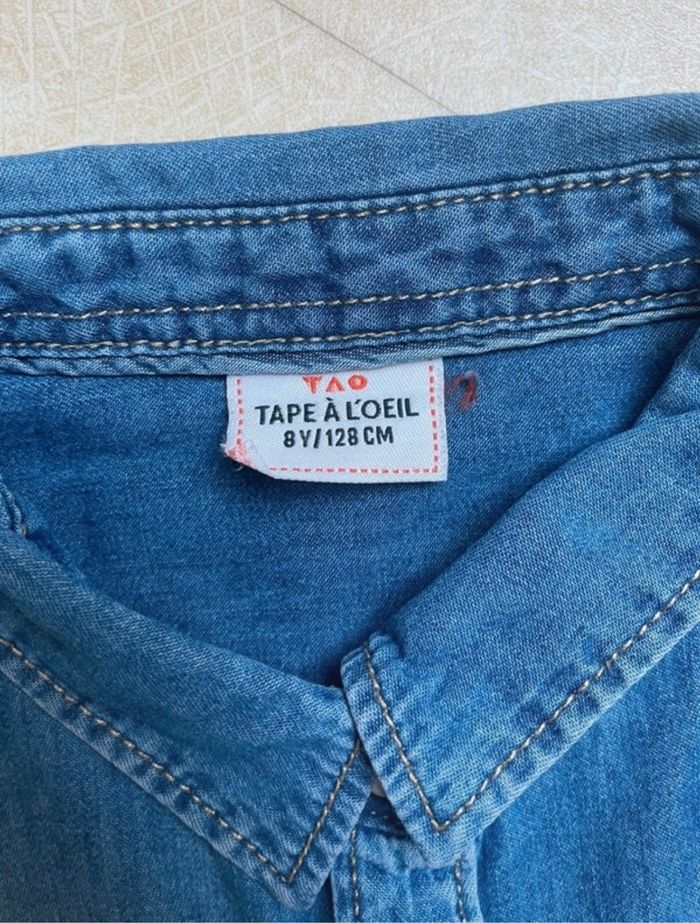 TAO
TAPE À L'OEIL
8Y/128 CM